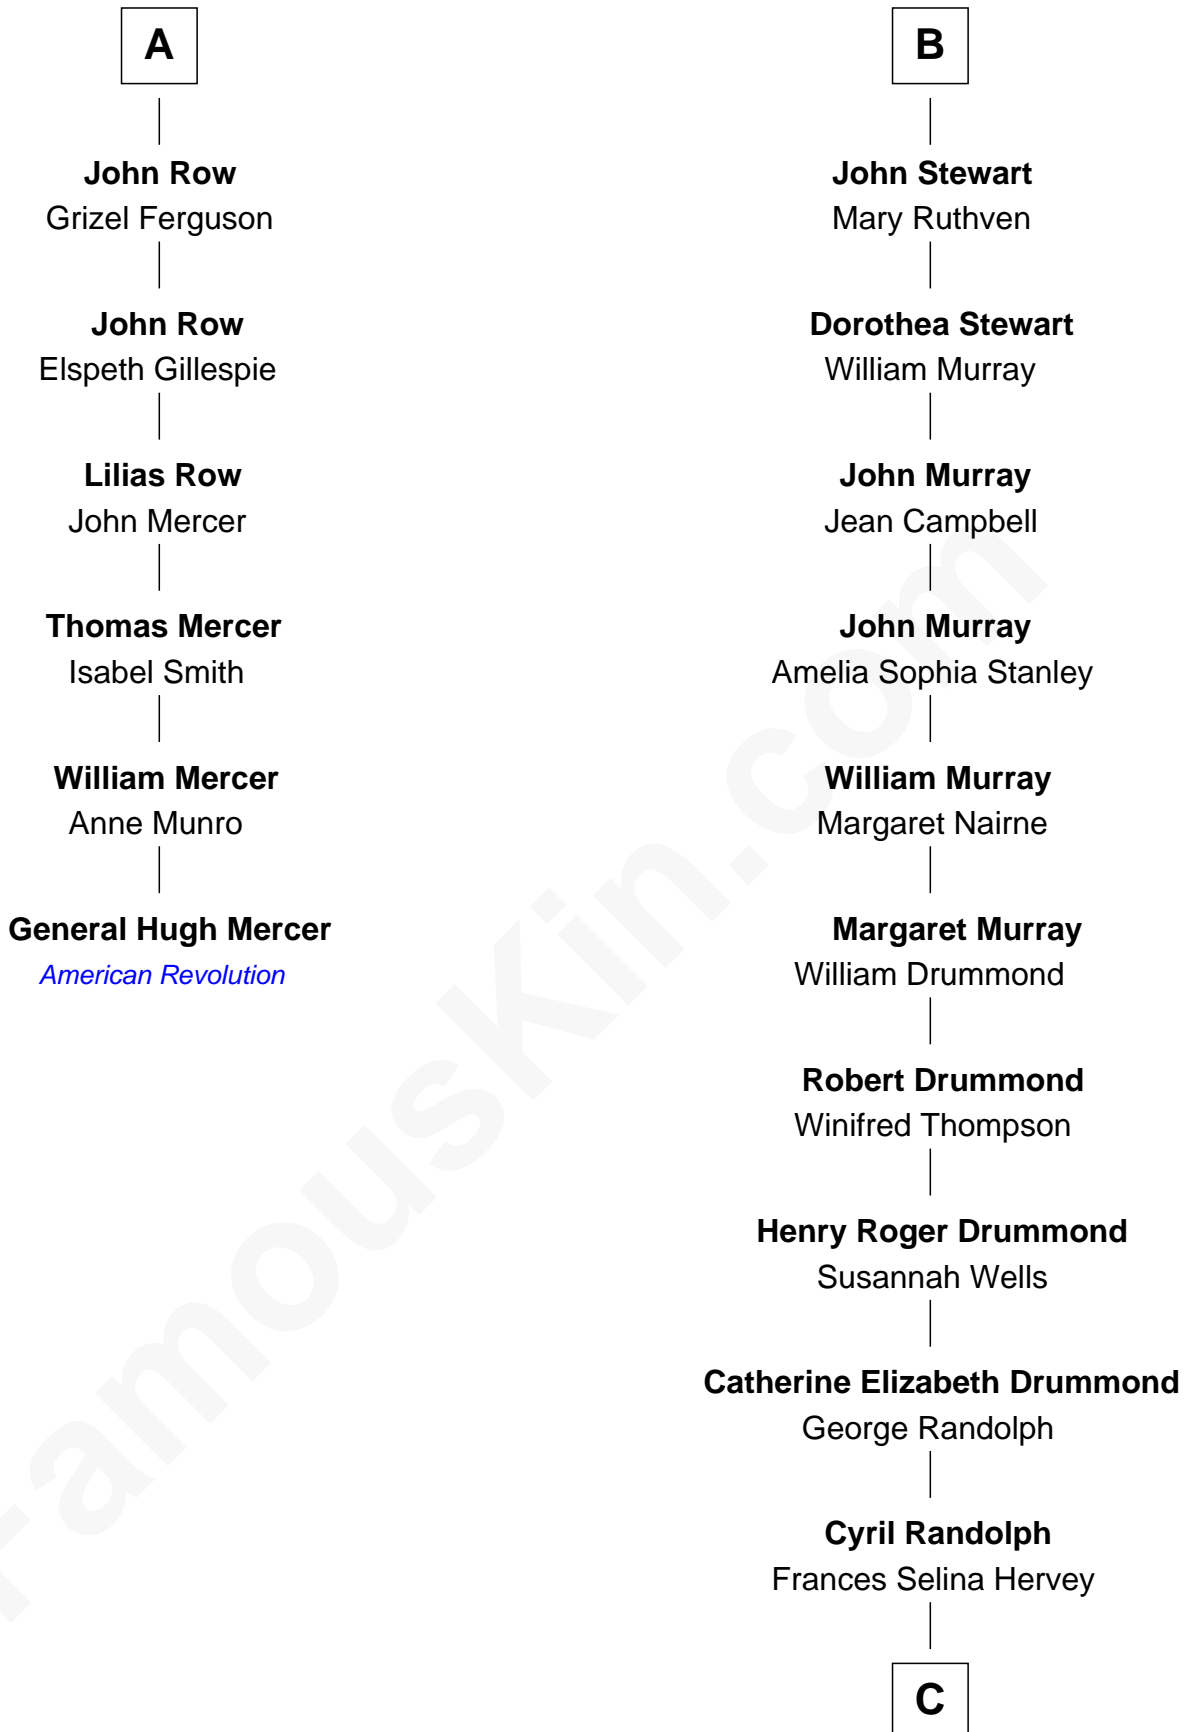 A
John Row
Grizel Ferguson
John Row
Elspeth Gillespie
Lilias Row
John Mercer
Thomas Mercer
Isabel Smith
William Mercer
Anne Munro
General Hugh Mercer
American Revolution
B
John Stewart
Mary Ruthven
Dorothea Stewart
William Murray
John Murray
Jean Campbell
John Murray
Amelia Sophia Stanley
William Murray
Margaret Nairne
Margaret Murray
William Drummond
Robert Drummond
Winifred Thompson
Henry Roger Drummond
Susannah Wells
Catherine Elizabeth Drummond
George Randolph
Cyril Randolph
Frances Selina Hervey
C
FamousKin.com